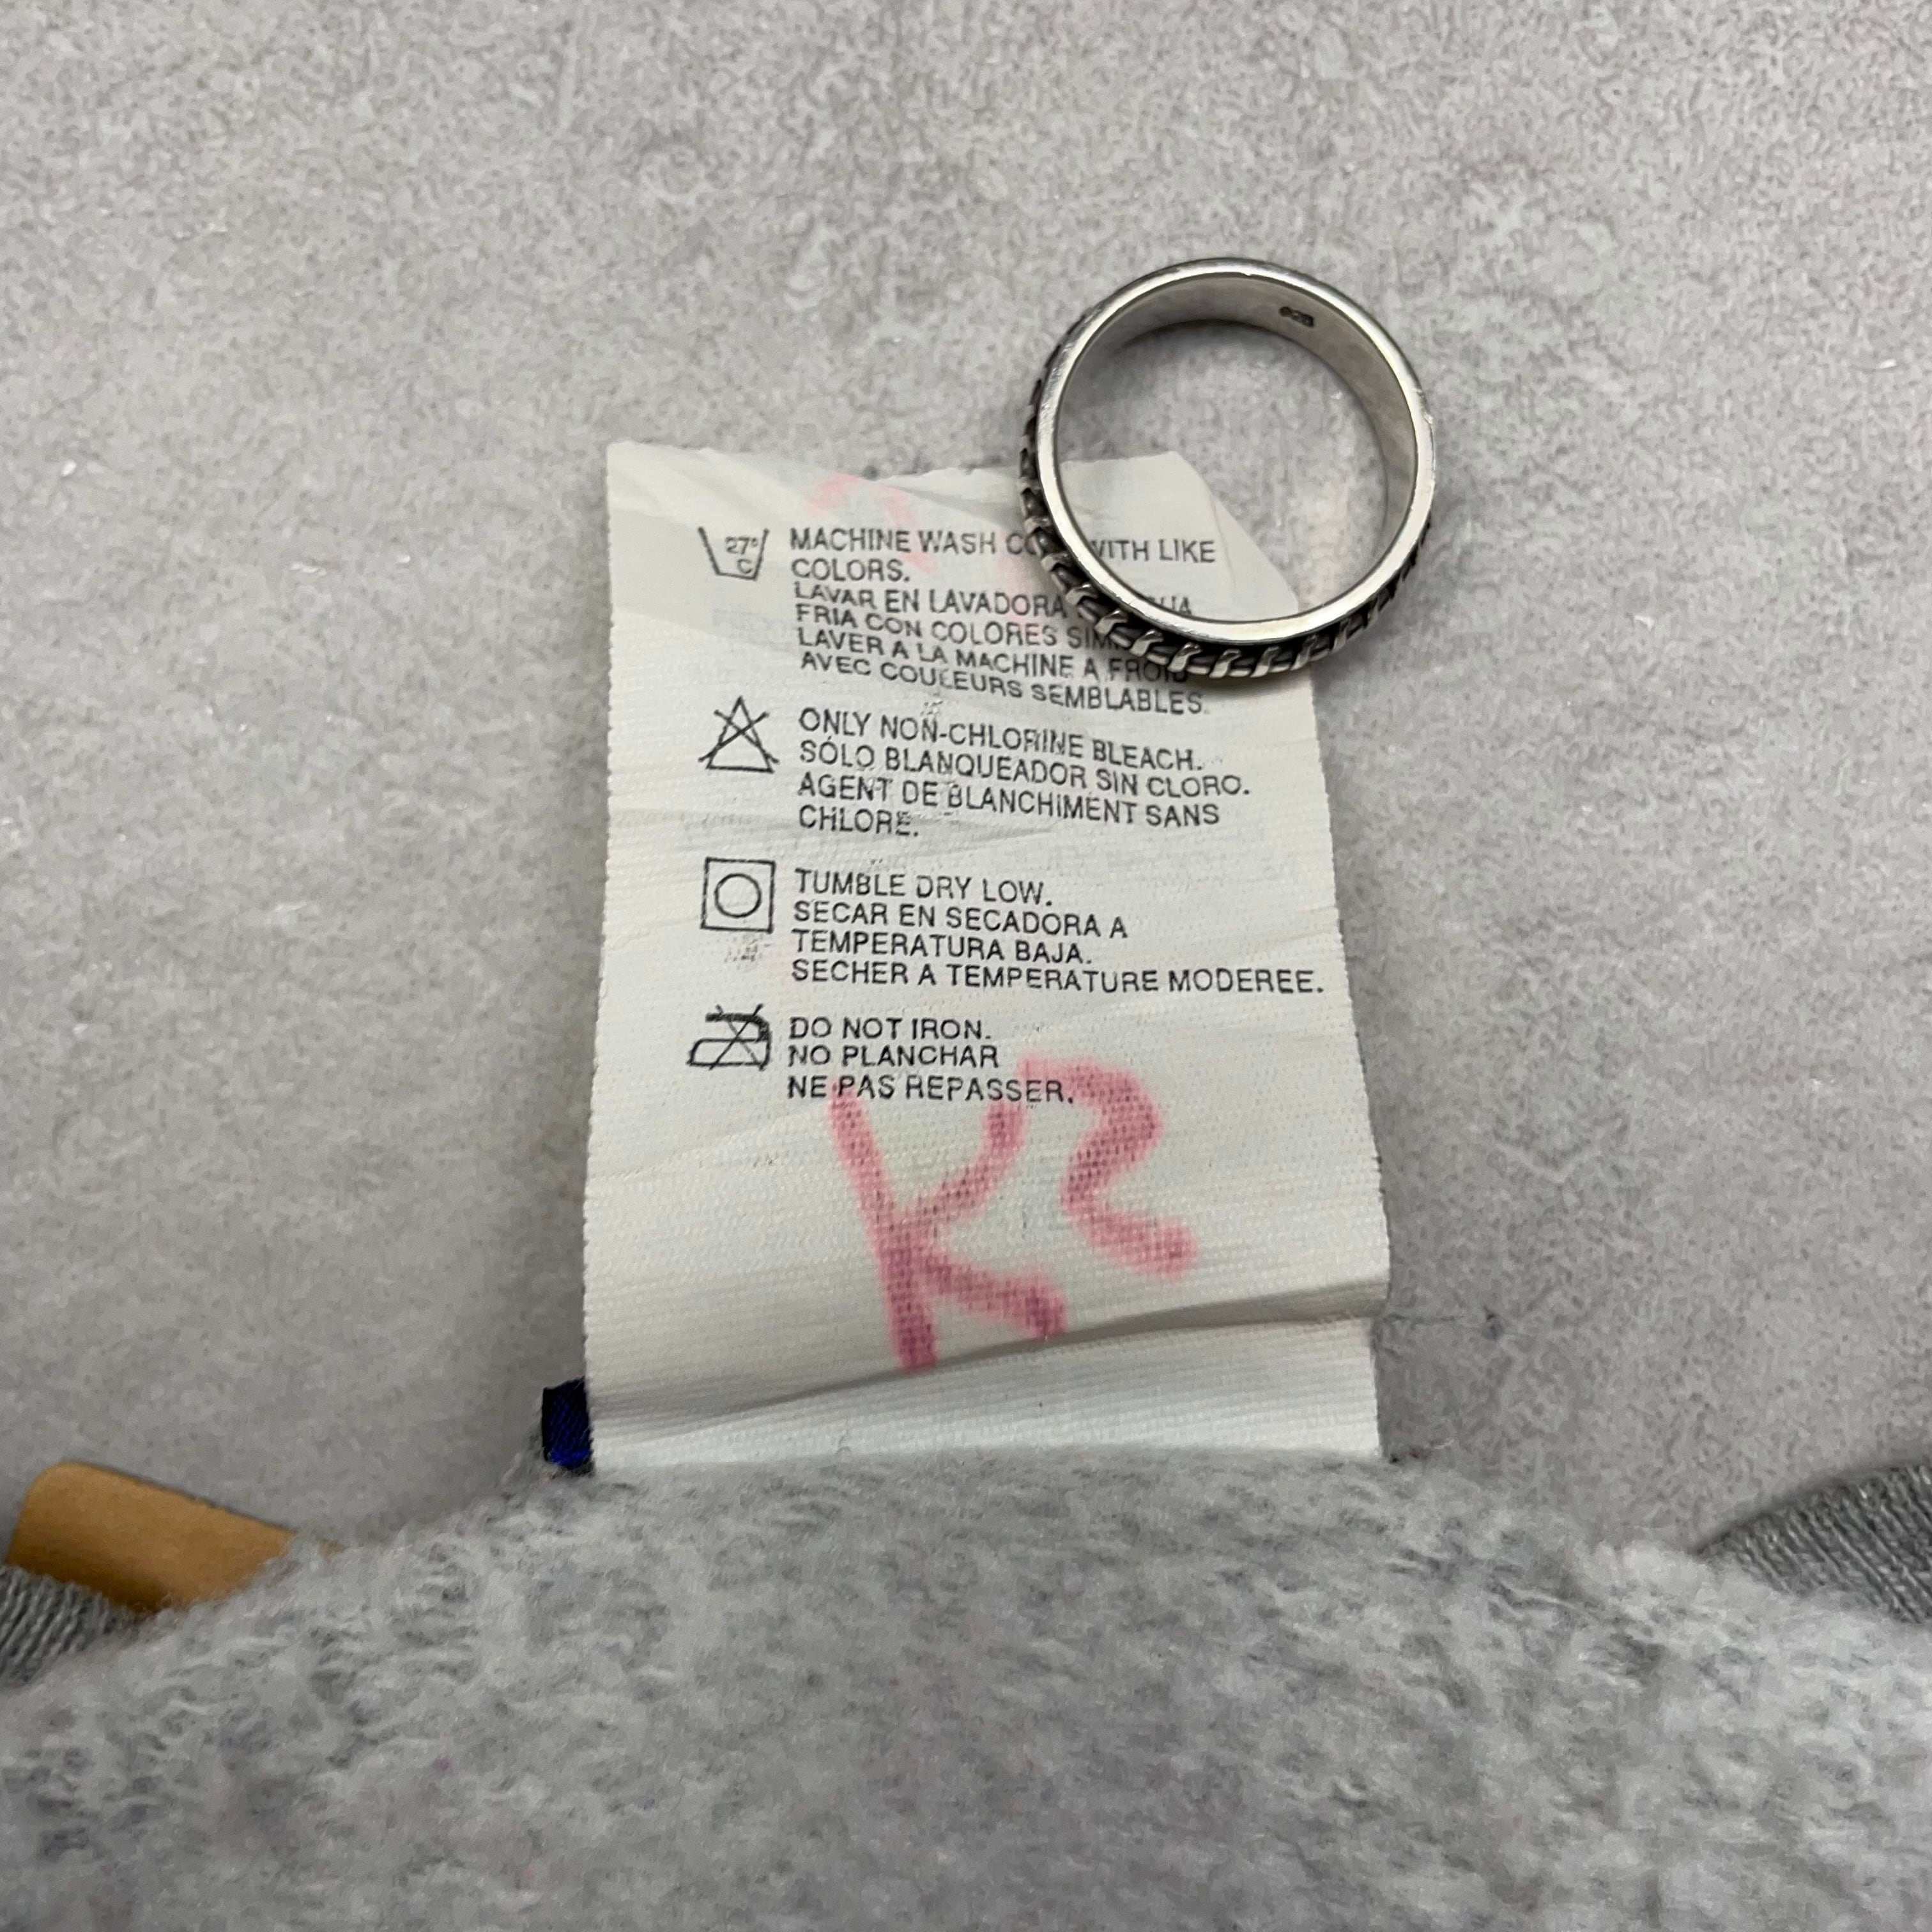 925
27°
C
MACHINE WASH WITH LIKE
COLORS.
LAVAR EN LAVADORA
FRIA CON COLORES
LAVER A LA MACHINE A FROID
AVEC COULEURS SEMBLABLES.
ONLY NON-CHLORINE BLEACH.
SÓLO BLANQUEADOR SIN CLORO.
AGENT DE BLANCHIMENT SANS
CHLORE.
TUMBLE DRY LOW.
SECAR EN SECADORA A
TEMPERATURA BAJA.
SECHER A TEMPERATURE MODEREE.
DO NOT IRON.
NO PLANCHAR
NE PAS REPASSER.
K2